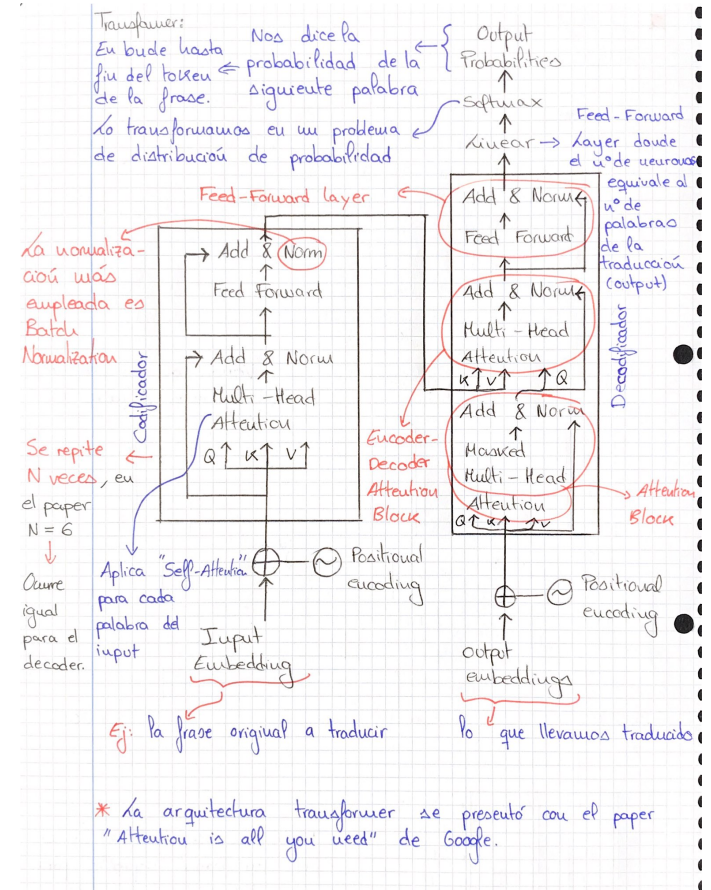 Transformer:
En bucle hasta
fin del token
de la frase.
Nos dice la
probabilidad de la
siguiente palabra
Output
Probabilities
Softmax
Lo transformamos en un problema
de distribución de probabilidad
Linear
Feed-Forward
Layer donde
el nº de neuronas
equivale al
nº de
palabras
de la
traducción
(output)
Feed-Forward layer
Add & Norm
Feed Forward
Add & Norm
Multi-Head
Attention
K V Q
Add & Norm
Masked
Multi-Head
Attention
Q K V
Decodificador
Encoder-
Decoder
Attention
Block
Attention
Block
La normaliza-
ción más
empleada es
Batch
Normalization
Codificador
Add & Norm
Feed Forward
Add & Norm
Multi-Head
Attention
Q K V
Se repite
N veces, en
el paper
N = 6
Ocurre
igual
para el
decoder.
Aplica "Self-Attention"
para cada
palabra del
input
Positional
encoding
Input
Embedding
Positional
encoding
Output
embeddings
Ej: la frase original a traducir
lo que llevamos traducido
* La arquitectura transformer se presentó con el paper
"Attention is all you need" de Google.